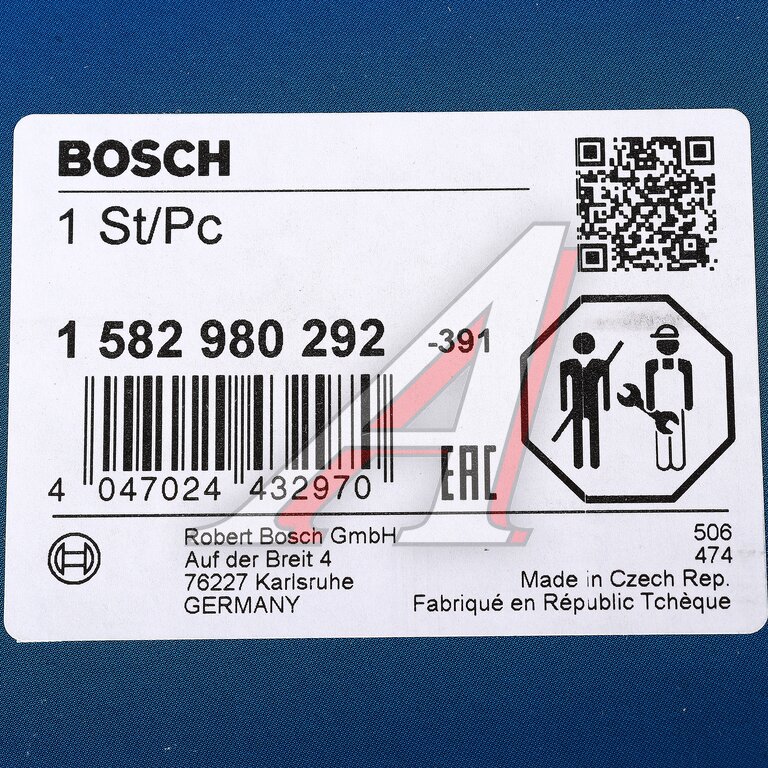 BOSCH
1 St/Pc
1 582 980 292 -391
4 047024 432970
EAC
Robert Bosch GmbH
Auf der Breit 4
76227 Karlsruhe
GERMANY
506
474
Made in Czech Rep.
Fabriqué en Républic Tchèque